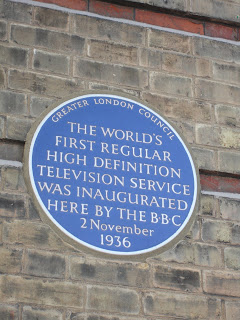 GREATER LONDON COUNCIL
THE WORLD'S
FIRST REGULAR
HIGH DEFINITION
TELEVISION SERVICE
WAS INAUGURATED
HERE BY THE BBC
2 November
1936